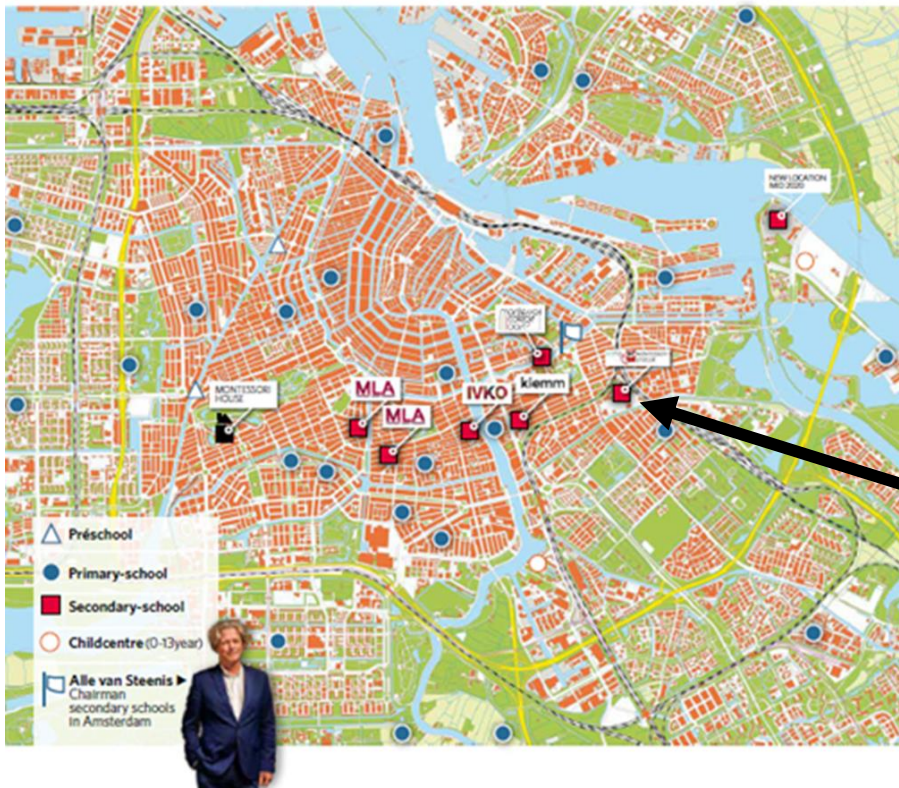 NEW LOCATION
MID 2020
MONTESSORI
HOUSE
MLA
MLA
IVKO
klemm
Préschool
Primary-school
Secondary-school
Childcentre (0-13year)
Alle van Steenis ►
Chairman
secondary schools
in Amsterdam